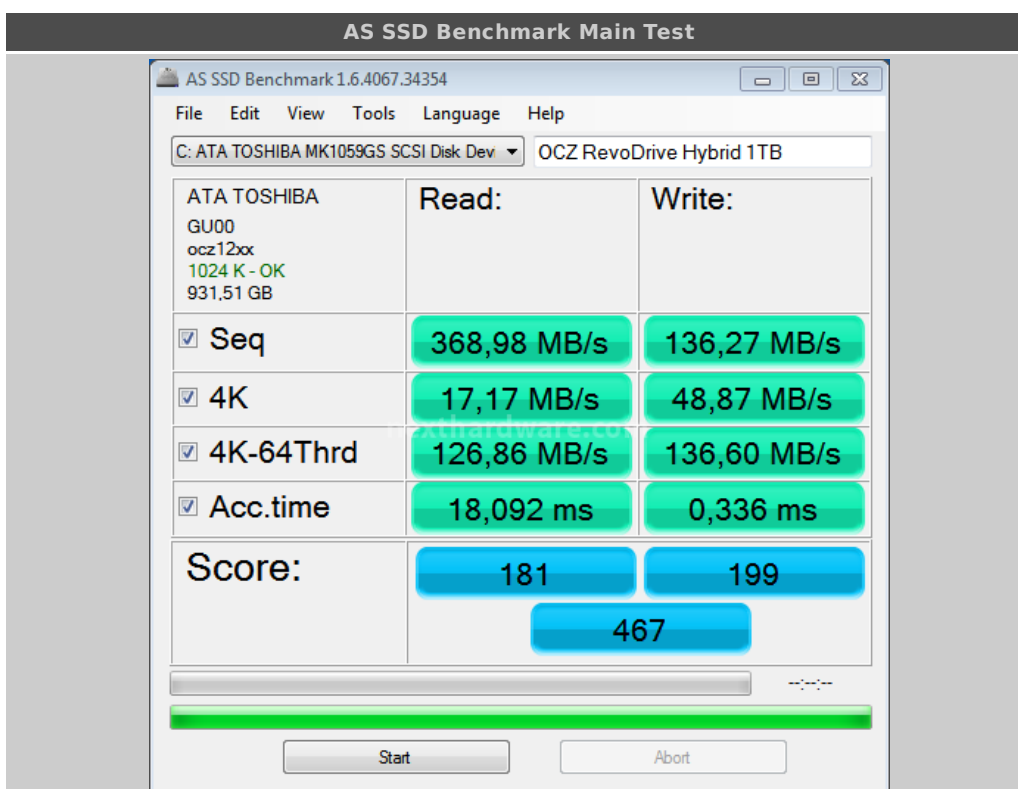 AS SSD Benchmark Main Test
AS SSD Benchmark 1.6.4067.34354
File Edit View Tools Language Help
C: ATA TOSHIBA MK1059GS SCSI Disk Devi OCZ RevoDrive Hybrid 1TB
ATA TOSHIBA Read: Write:
GU00
ocz12xx
1024 K - OK
931,51 GB
Seq 368,98 MB/s 136,27 MB/s
4K 17,17 MB/s 48,87 MB/s
nexthardware.com
4K-64Thrd 126,86 MB/s 136,60 MB/s
Acc.time 18,092 ms 0,336 ms
Score: 181 199
467
--:--:--
Start Abort